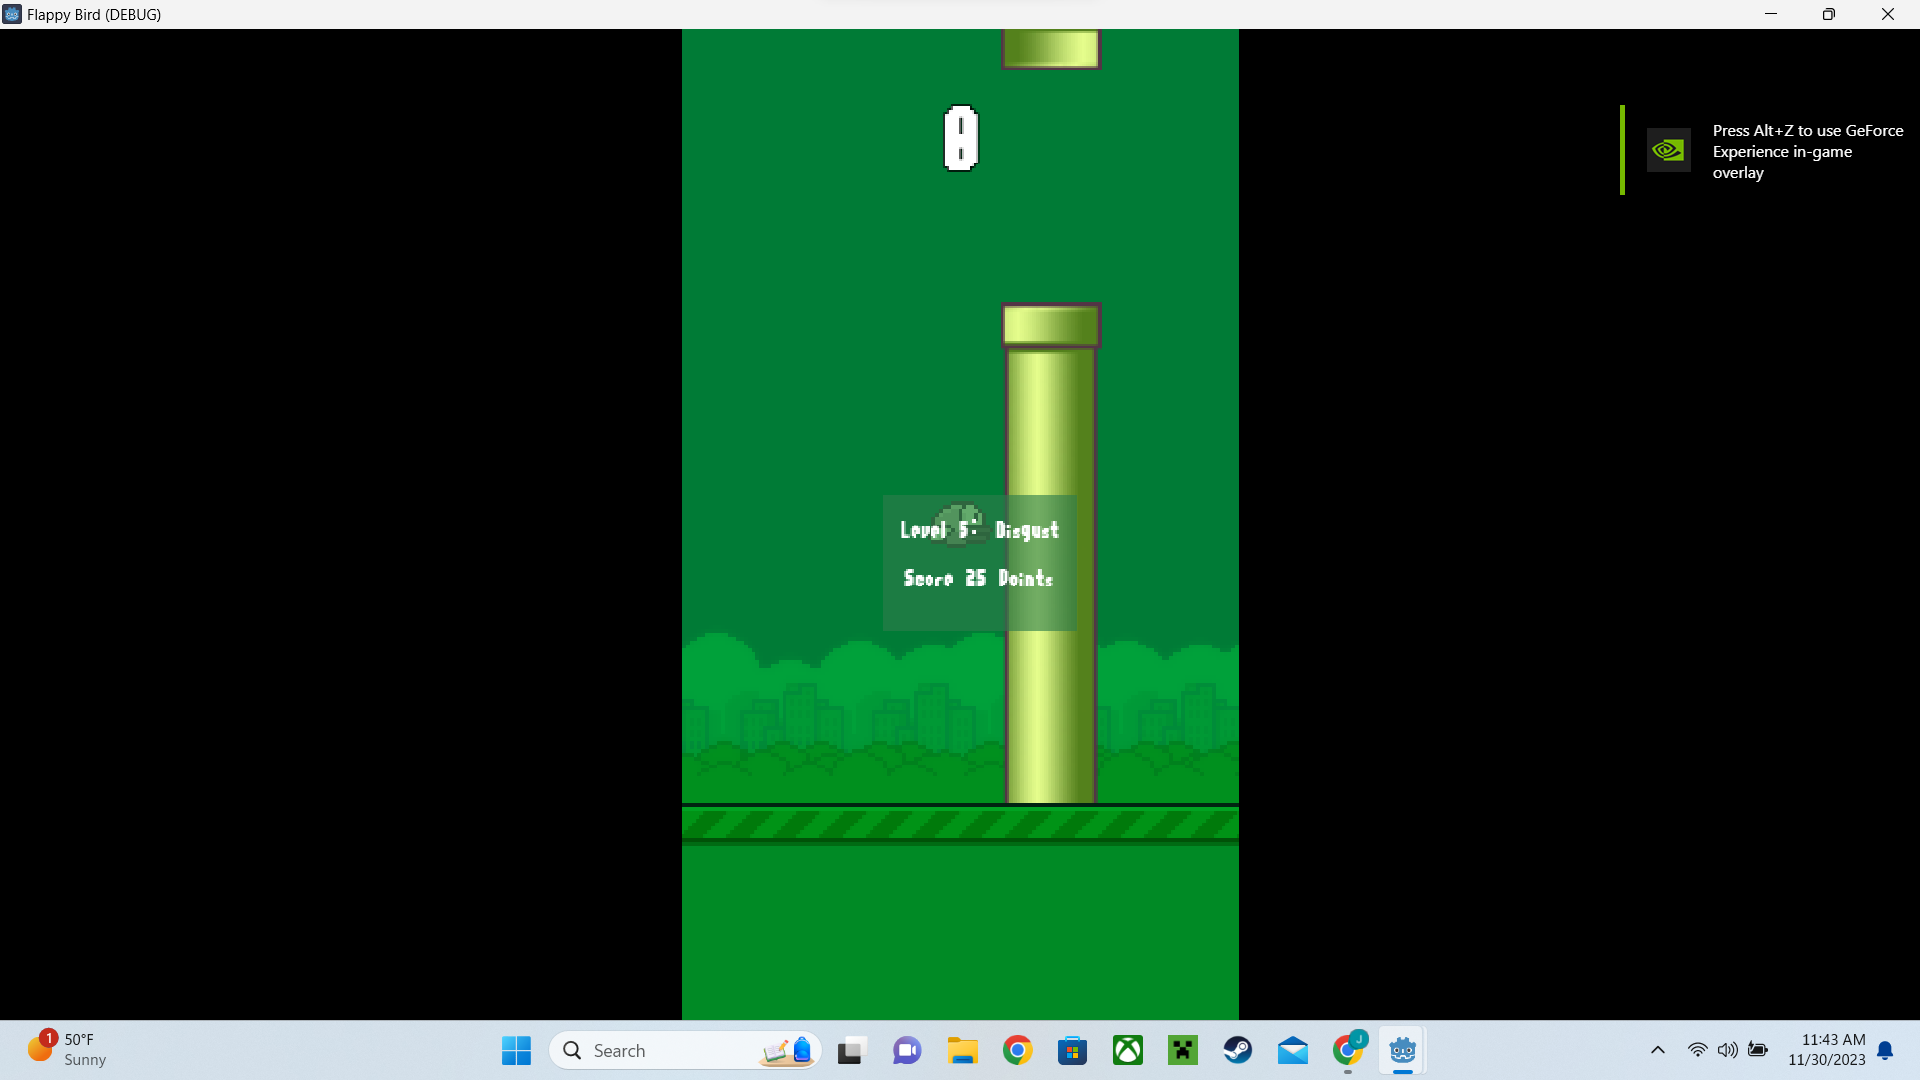 Flappy Bird (DEBUG)
0
Press Alt+Z to use GeForce
Experience in-game
overlay
Level 5: Disgust
Score 25 Points
1
50°F
Sunny
Search
J
11:43 AM
11/30/2023